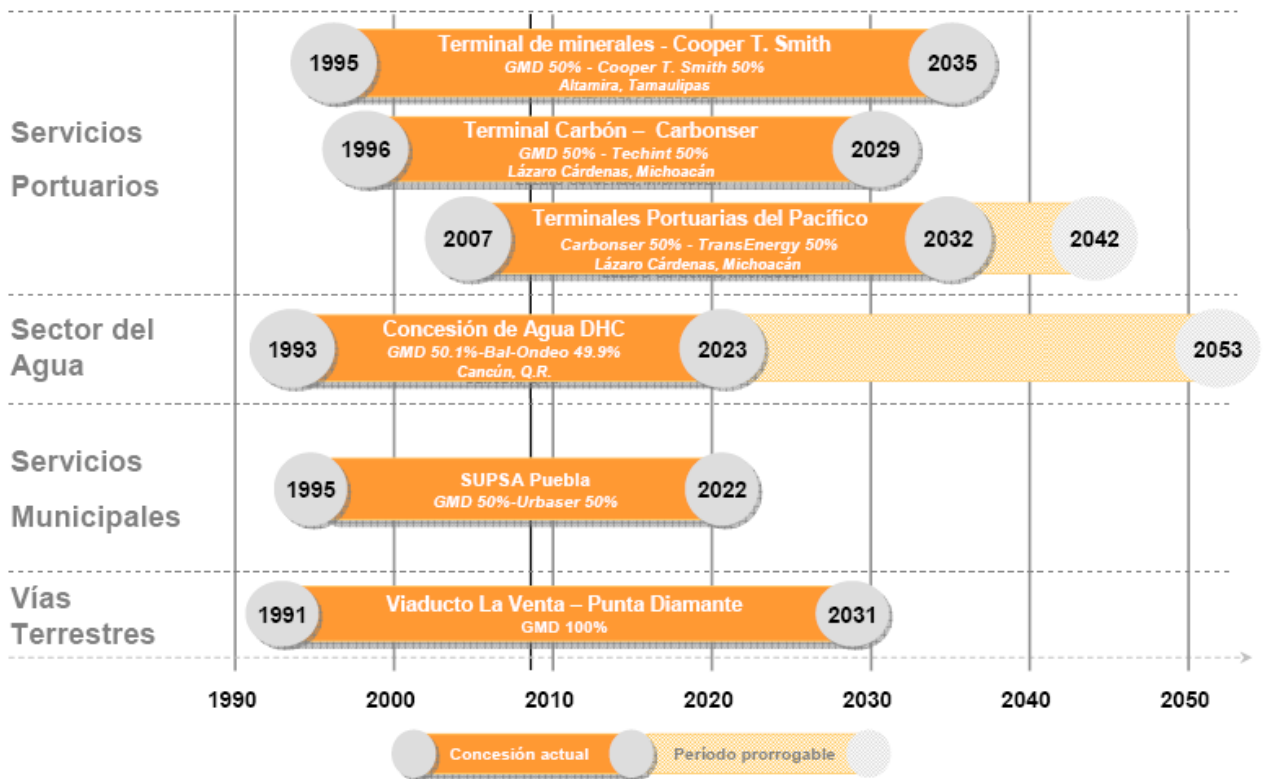 Servicios
Portuarios
1995
Terminal de minerales - Cooper T. Smith
GMD 50% - Cooper T. Smith 50%
Altamira, Tamaulipas
2035
1996
Terminal Carbón – Carbonser
GMD 50% - Techint 50%
Lázaro Cárdenas, Michoacán
2029
2007
Terminales Portuarias del Pacífico
Carbonser 50% - TransEnergy 50%
Lázaro Cárdenas, Michoacán
2032
2042
Sector del
Agua
1993
Concesión de Agua DHC
GMD 50.1%-Bal-Ondeo 49.9%
Cancún, Q.R.
2023
2053
Servicios
Municipales
1995
SUPSA Puebla
GMD 50%-Urbaser 50%
2022
Vías
Terrestres
1991
Viaducto La Venta – Punta Diamante
GMD 100%
2031
1990 2000 2010 2020 2030 2040 2050
Concesión actual
Período prorrogable